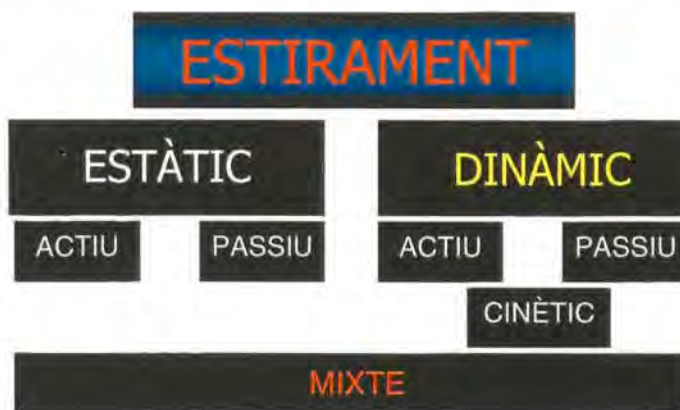 ESTIRAMENT
ESTÀTIC DINÀMIC
ACTIU PASSIU ACTIU PASSIU
CINÈTIC
MIXTE